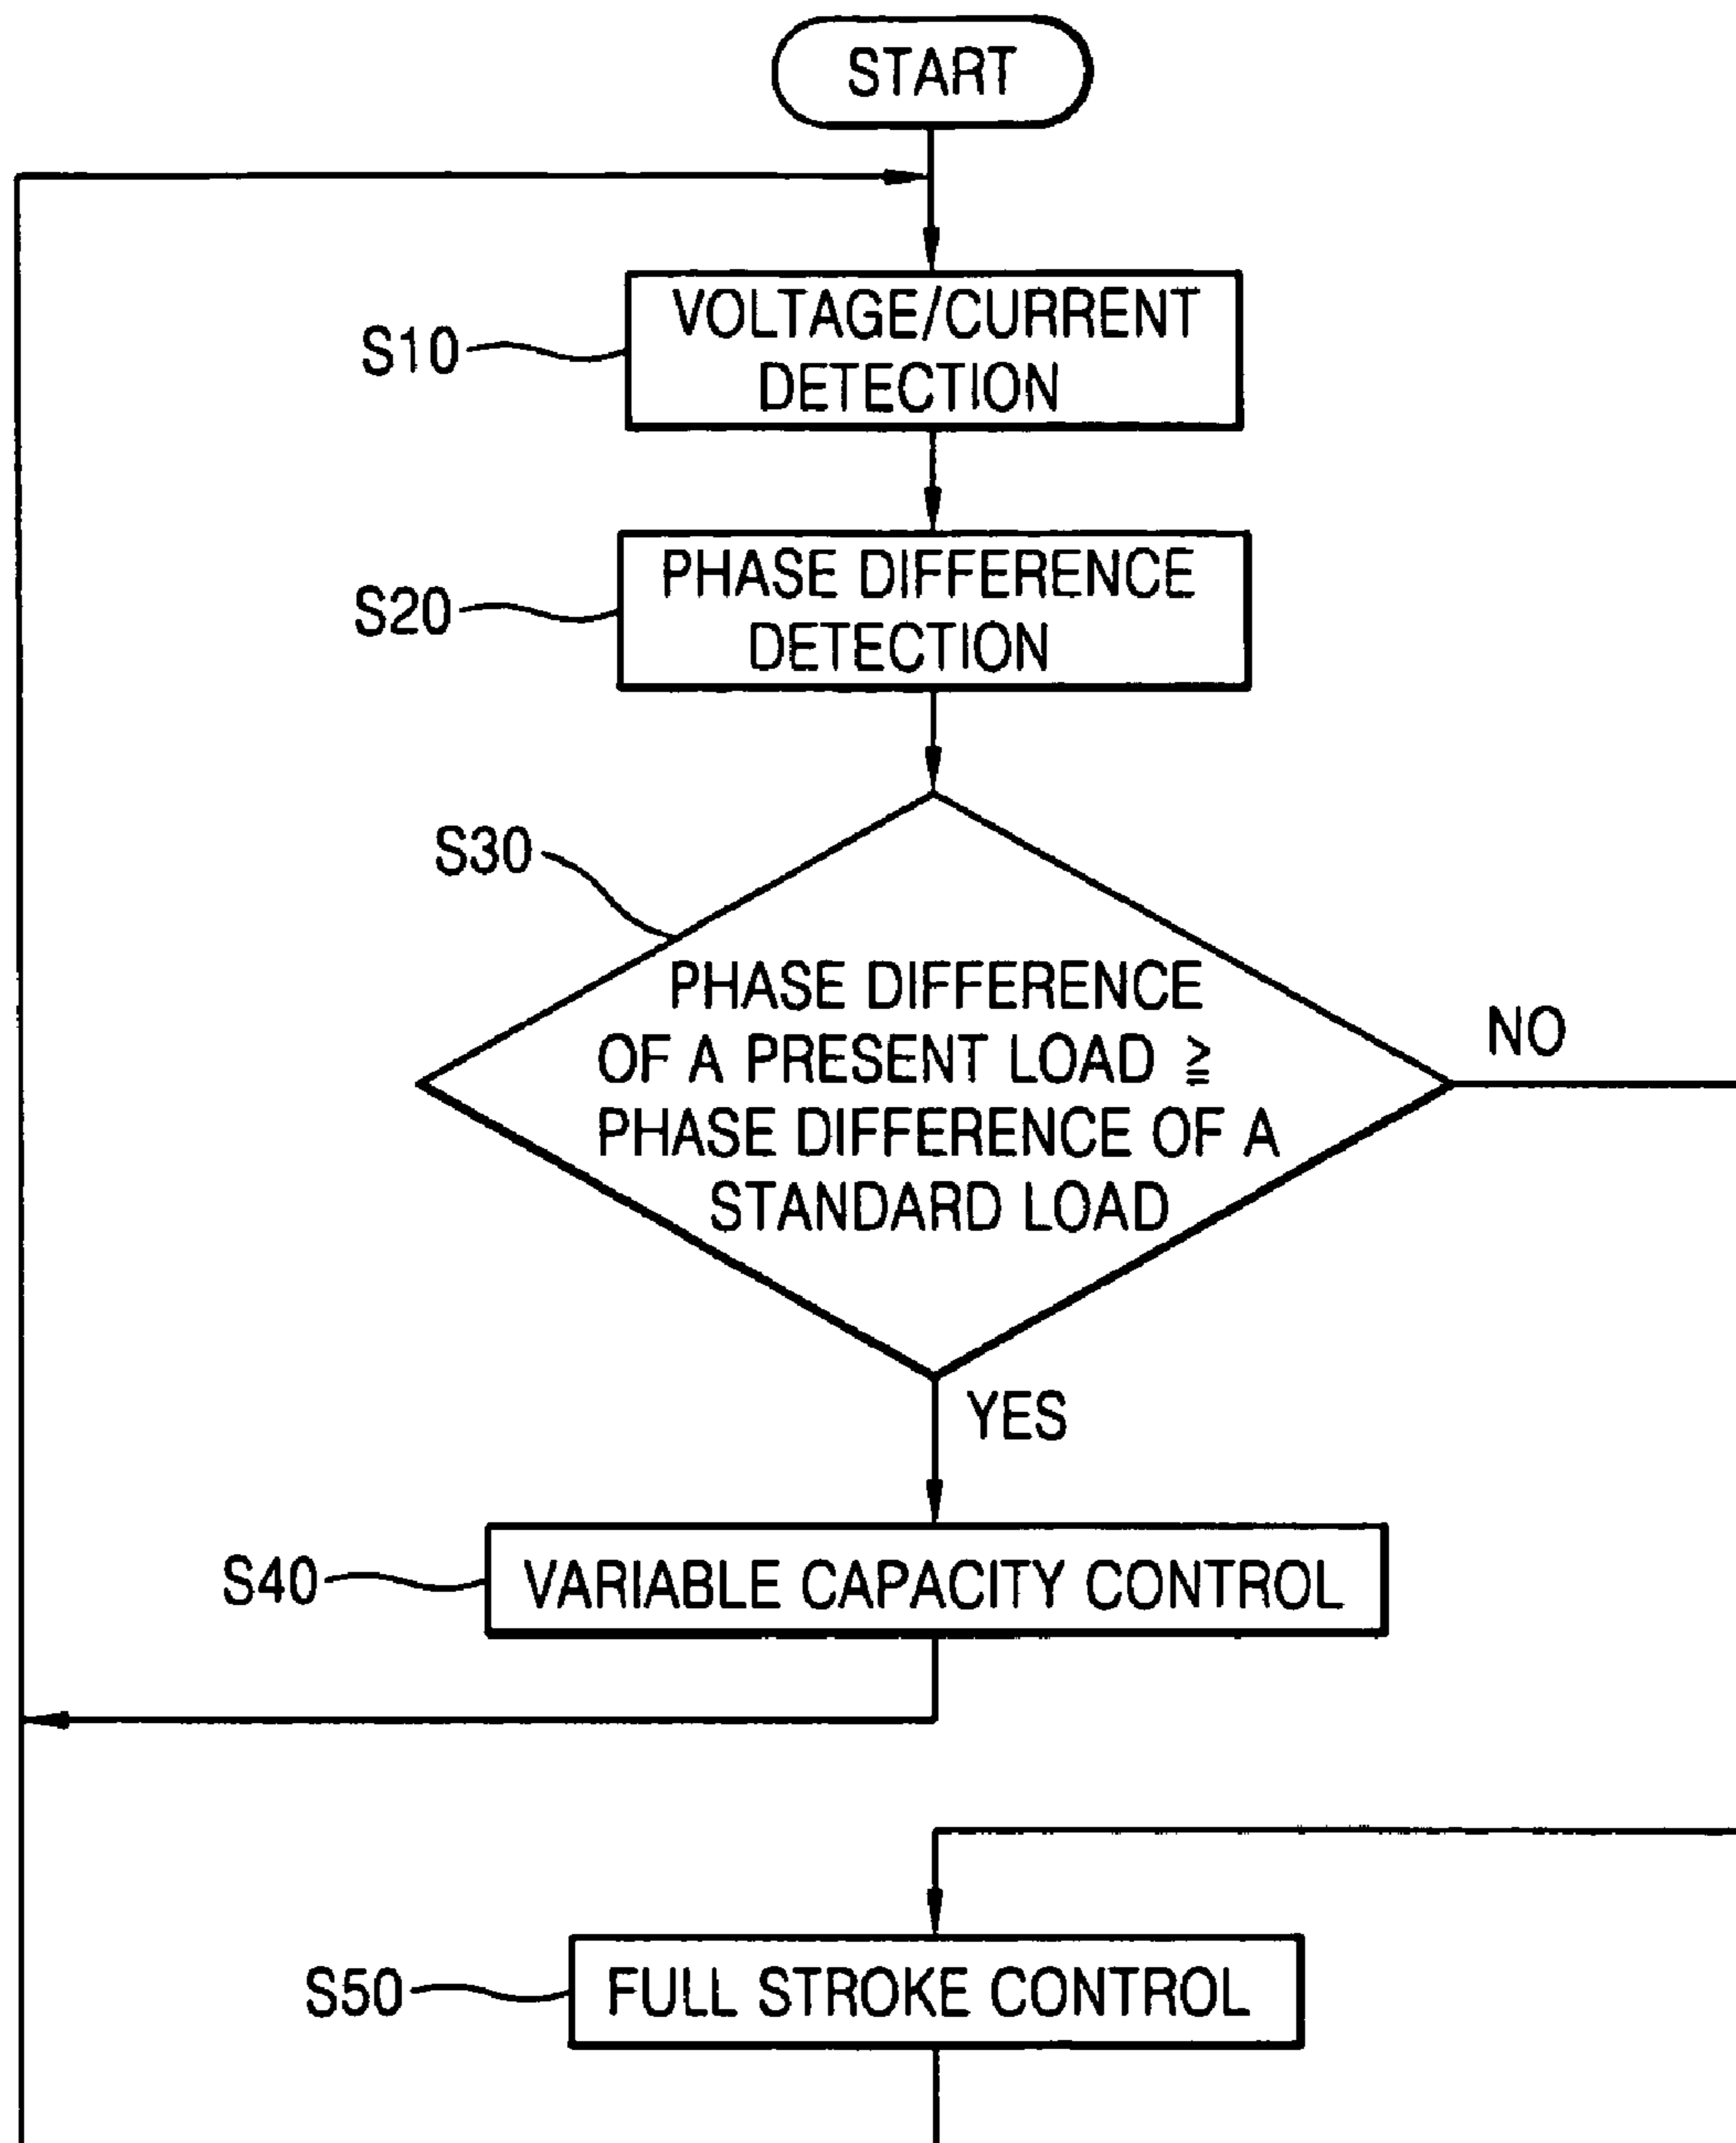 START
S10
VOLTAGE/CURRENT
DETECTION
S20
PHASE DIFFERENCE
DETECTION
S30
PHASE DIFFERENCE
OF A PRESENT LOAD ≧
PHASE DIFFERENCE OF A
STANDARD LOAD
NO
YES
S40
VARIABLE CAPACITY CONTROL
S50
FULL STROKE CONTROL